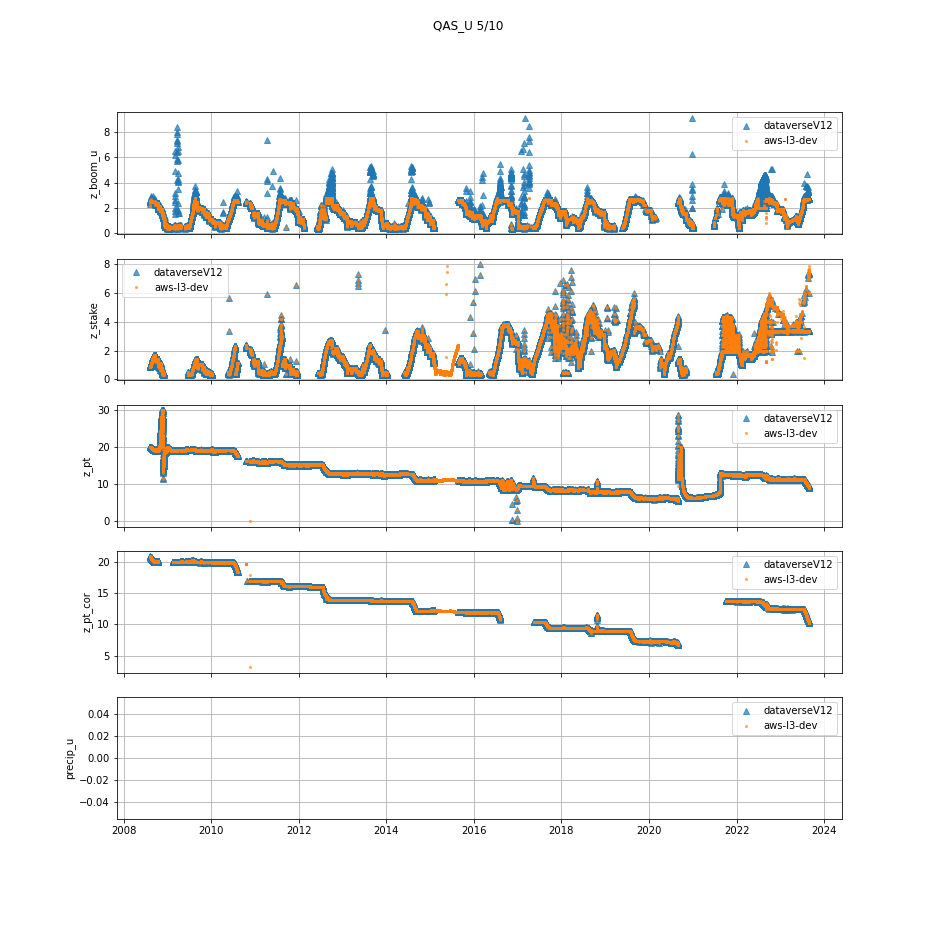 QAS_U 5/10
z_boom_u
8
6
4
2
0
dataverseV12
aws-l3-dev
z_stake
8
6
4
2
0
dataverseV12
aws-l3-dev
z_pt
30
20
10
0
dataverseV12
aws-l3-dev
z_pt_cor
20
15
10
5
dataverseV12
aws-l3-dev
precip_u
0.04
0.02
0.00
−0.02
−0.04
dataverseV12
aws-l3-dev
2008 2010 2012 2014 2016 2018 2020 2022 2024